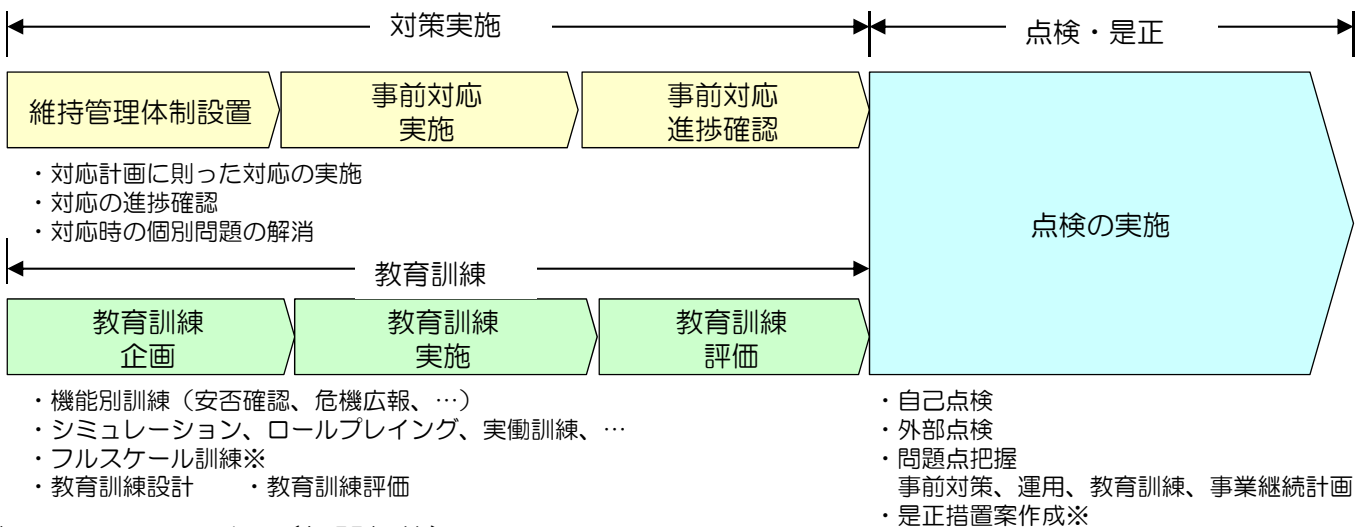 対策実施
点検・是正
維持管理体制設置
事前対応
実施
事前対応
進捗確認
・対応計画に則った対応の実施
・対応の進捗確認
・対応時の個別問題の解消
点検の実施
教育訓練
教育訓練
企画
教育訓練
実施
教育訓練
評価
・機能別訓練（安否確認、危機広報、…）
・シミュレーション、ロールプレイング、実働訓練、…
・フルスケール訓練※
・教育訓練設計　　・教育訓練評価
・自己点検
・外部点検
・問題点把握
事前対策、運用、教育訓練、事業継続計画
・是正措置案作成※